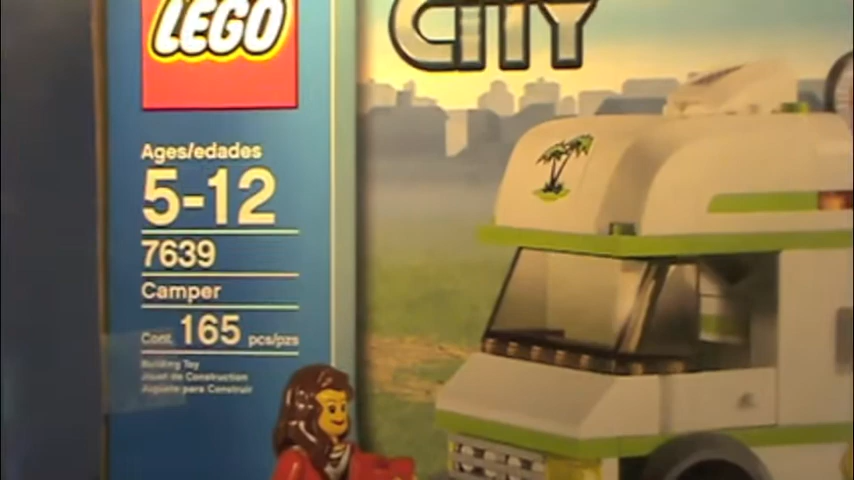 LEGO
CITY
Ages/edades
5-12
7639
Camper
Cont. 165 pcs/pzs
Building Toy
Jouet de Construction
Juguete para Construir